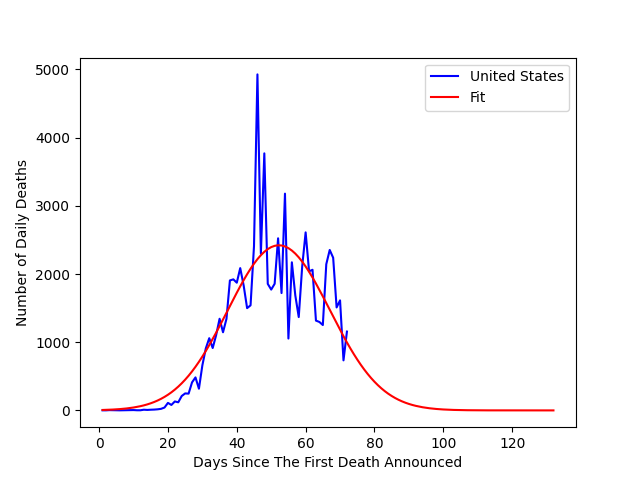 United States
Fit
5000
4000
3000
2000
1000
0
Number of Daily Deaths
0 20 40 60 80 100 120
Days Since The First Death Announced